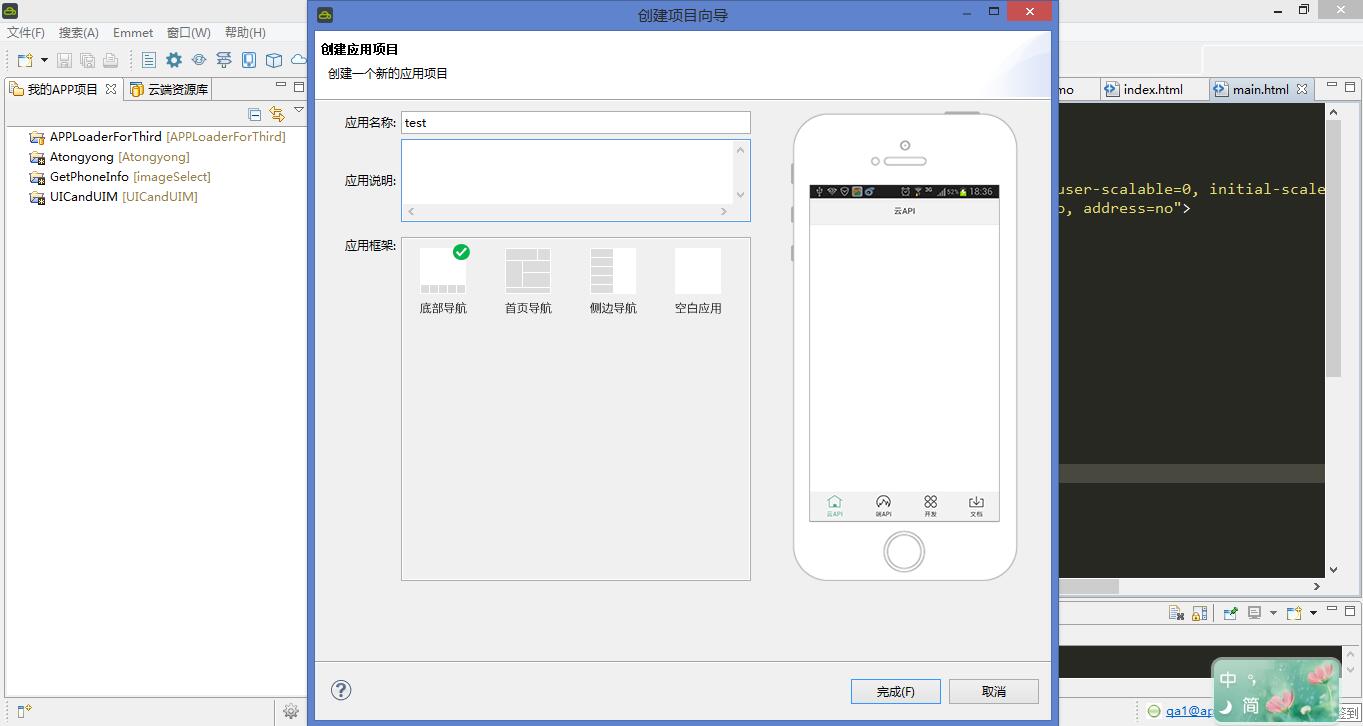 创建项目向导
文件(F) 搜索(A) Emmet 窗口(W) 帮助(H)
创建应用项目
创建一个新的应用项目
我的APP项目 云端资源库
mo index.html main.html
APPLoaderForThird [APPLoaderForThird]
Atongyong [Atongyong]
GetPhoneInfo [imageSelect]
UICandUIM [UICandUIM]
应用名称: test
应用说明:
应用框架:
底部导航 首页导航 侧边导航 空白应用
3G 52% 18:36
云API
云API 端API 开发 文档
user-scalable=0, initial-scale
o, address=no">
完成(F) 取消
中 °,
简
qa1@ap
签到